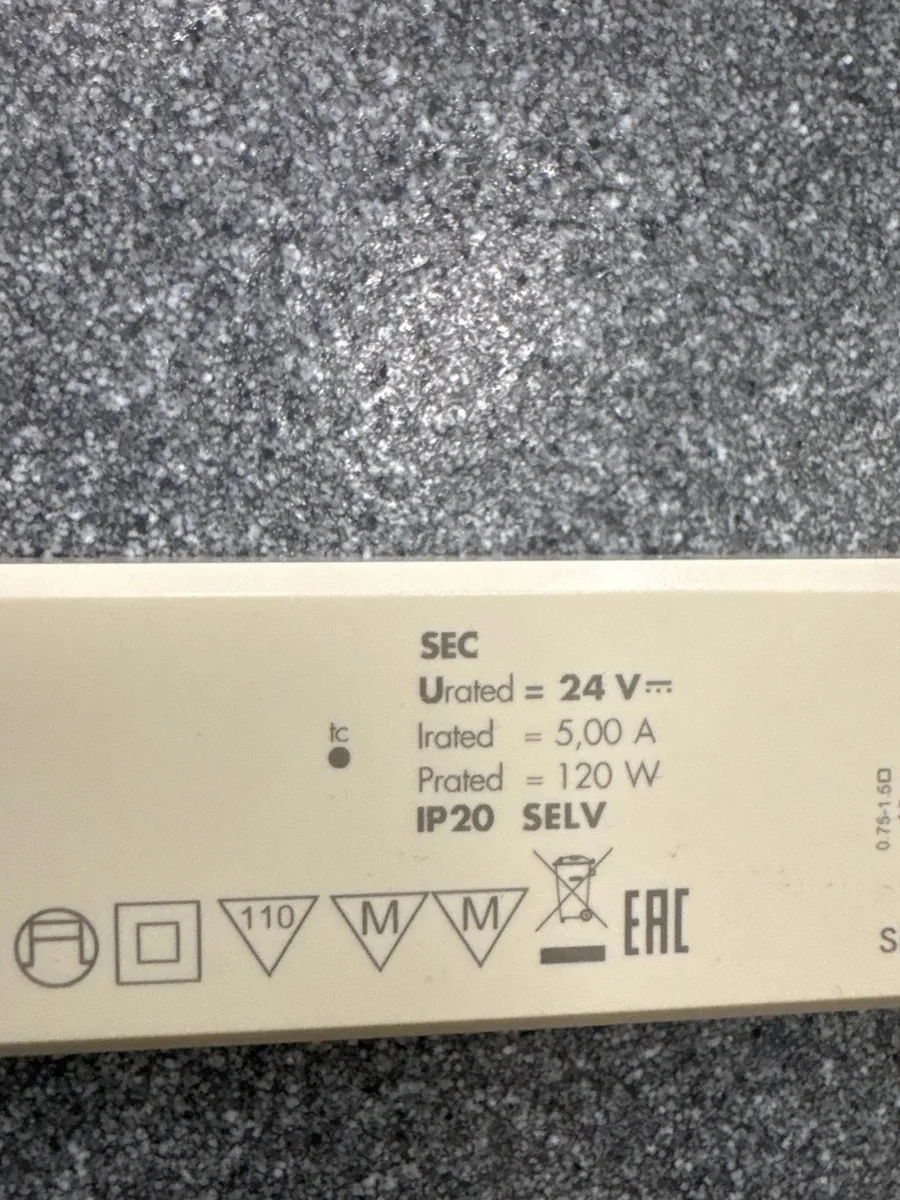 SEC
Urated = 24 V
Irated = 5,00 A
tc
Prated = 120 W
IP20 SELV
0.75-1.5
110 M M EAC
S